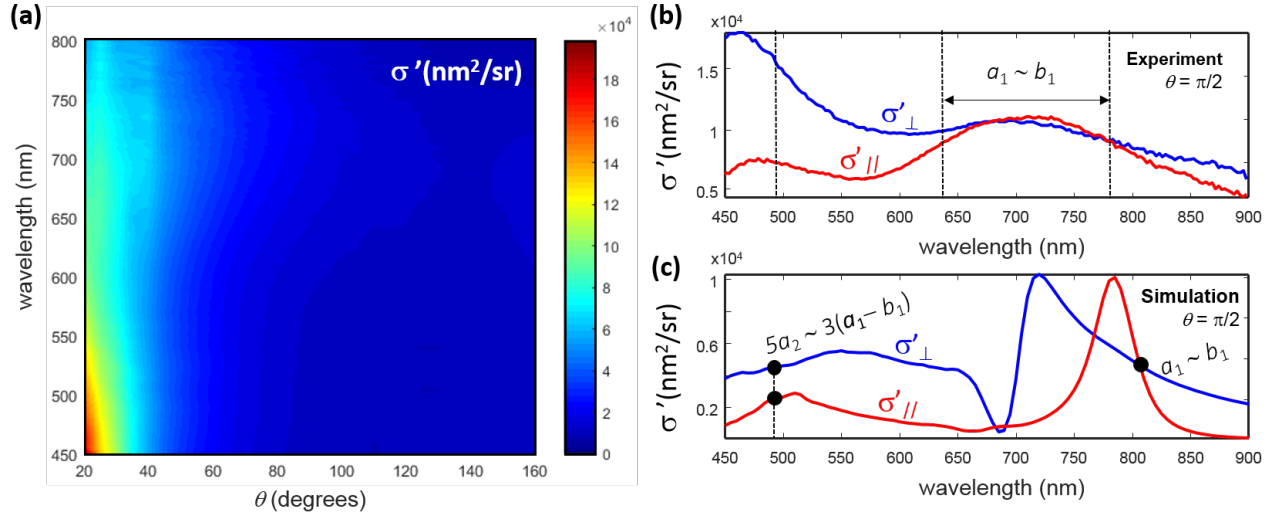 (a)
× 10⁴
800
750
700
650
600
550
500
450
wavelength (nm)
20
40
60
80
100
120
140
160
θ (degrees)
σ ’(nm²/sr)
18
16
14
12
10
8
6
4
2
0
(b)
x10⁴
1.5
1
0.5
σ ’(nm²/sr)
Experiment
θ = π/2
a₁ ~ b₁
σ’⊥
σ’//
450 500 550 600 650 700 750 800 850 900
wavelength (nm)
(c)
x10⁴
1
0.6
0.2
σ ’(nm²/sr)
Simulation
θ = π/2
5a₂ ~ 3(a₁ – b₁)
σ’⊥
a₁ ~ b₁
σ’//
450 500 550 600 650 700 750 800 850 900
wavelength (nm)